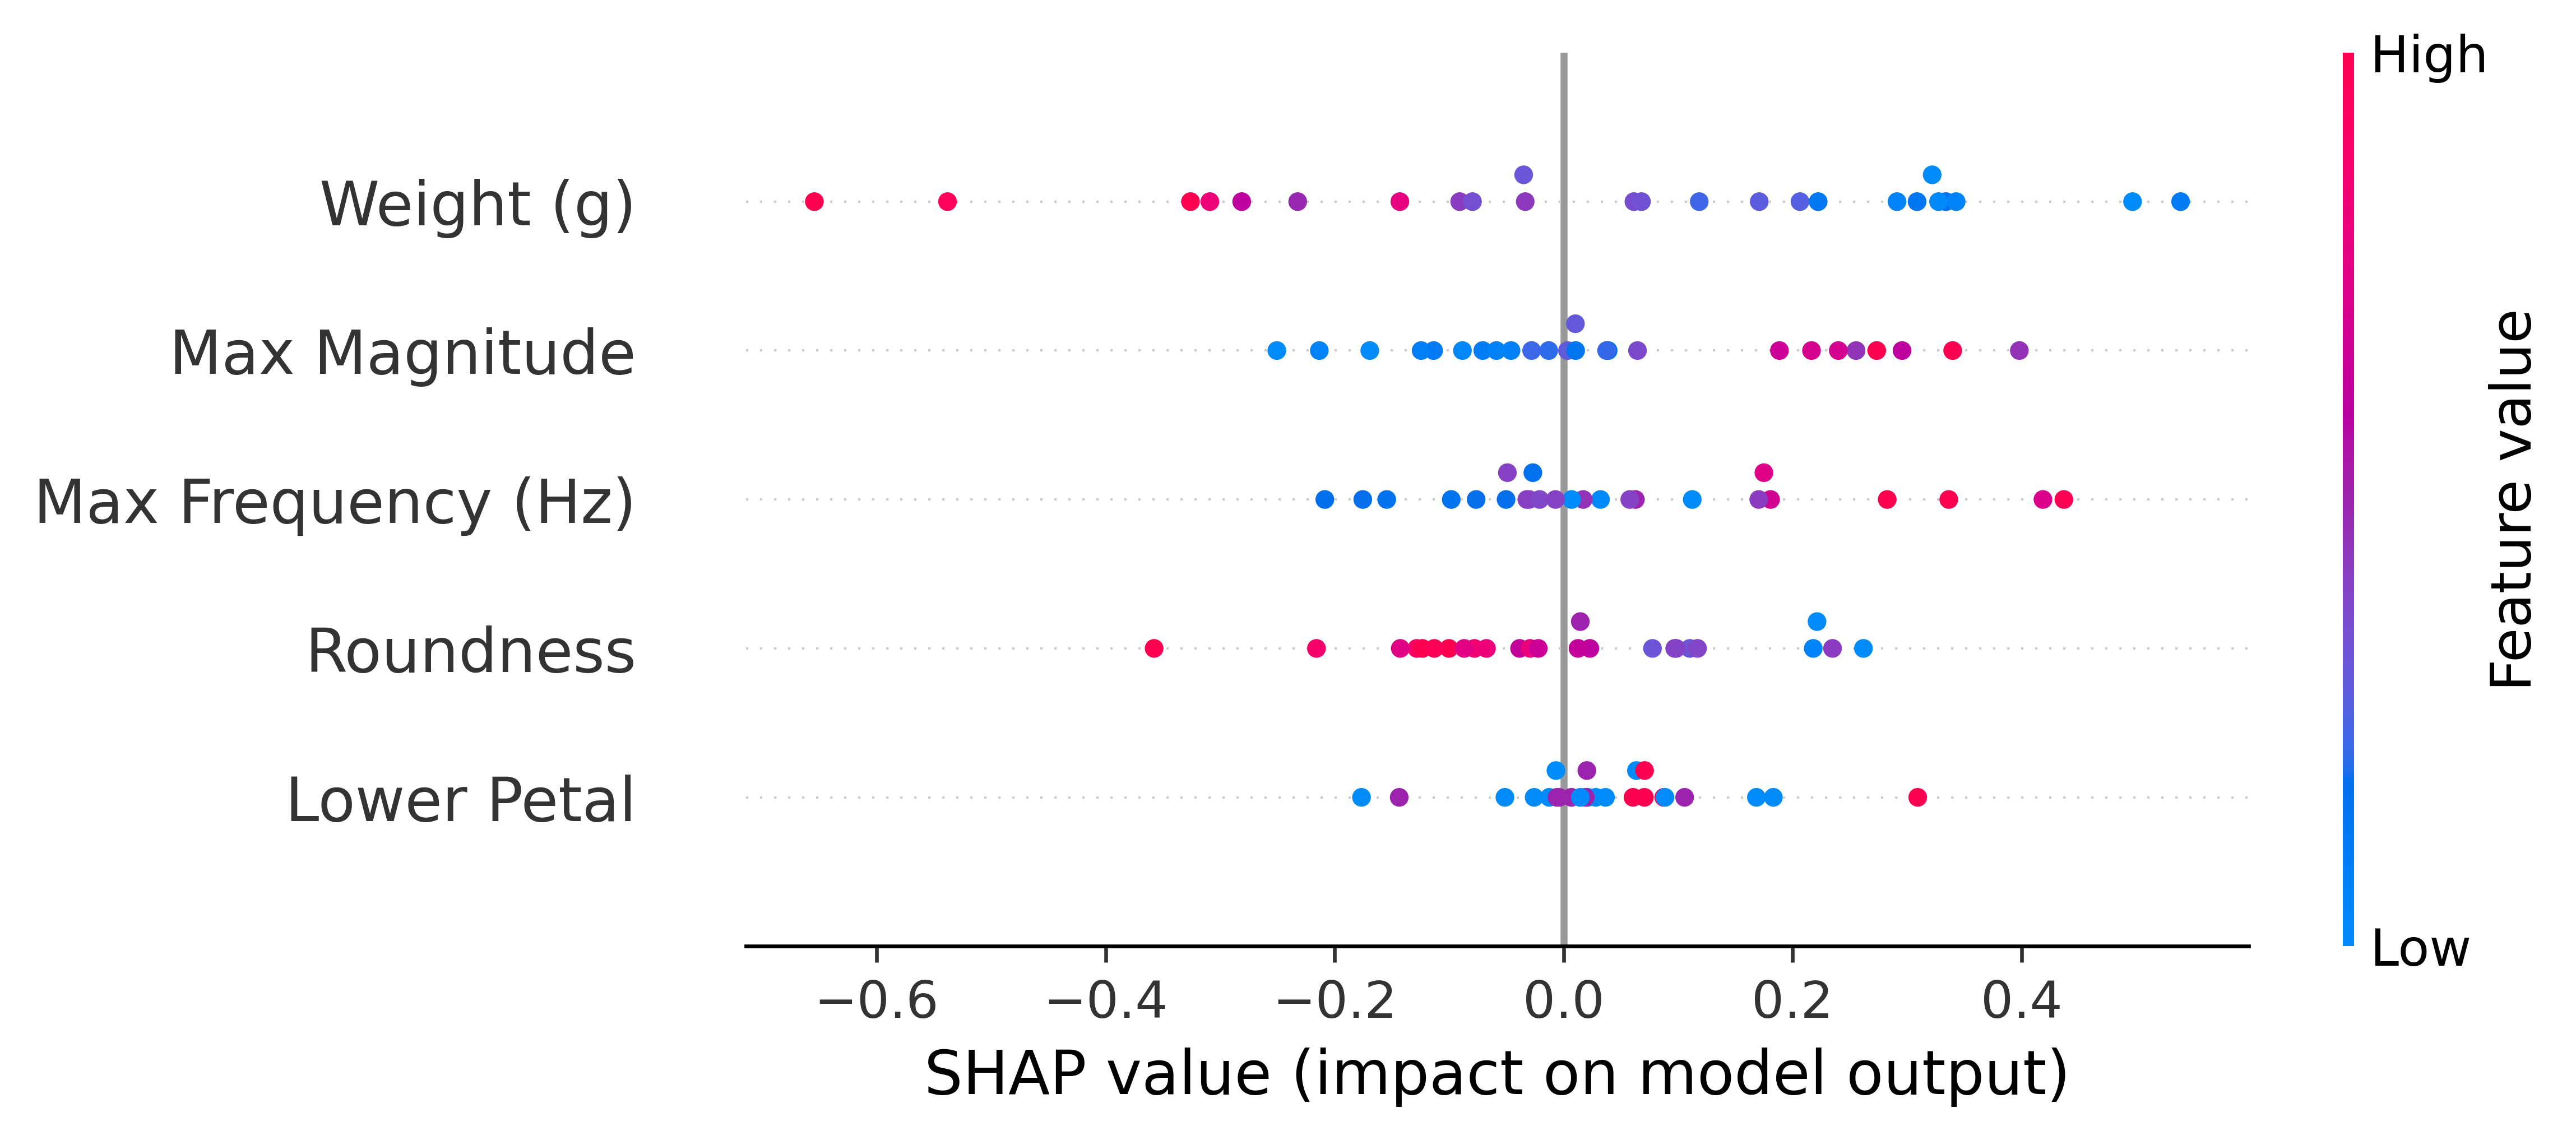 High
Weight (g)
Max Magnitude
Max Frequency (Hz)
Roundness
Lower Petal
Feature value
Low
−0.6 −0.4 −0.2 0.0 0.2 0.4
SHAP value (impact on model output)